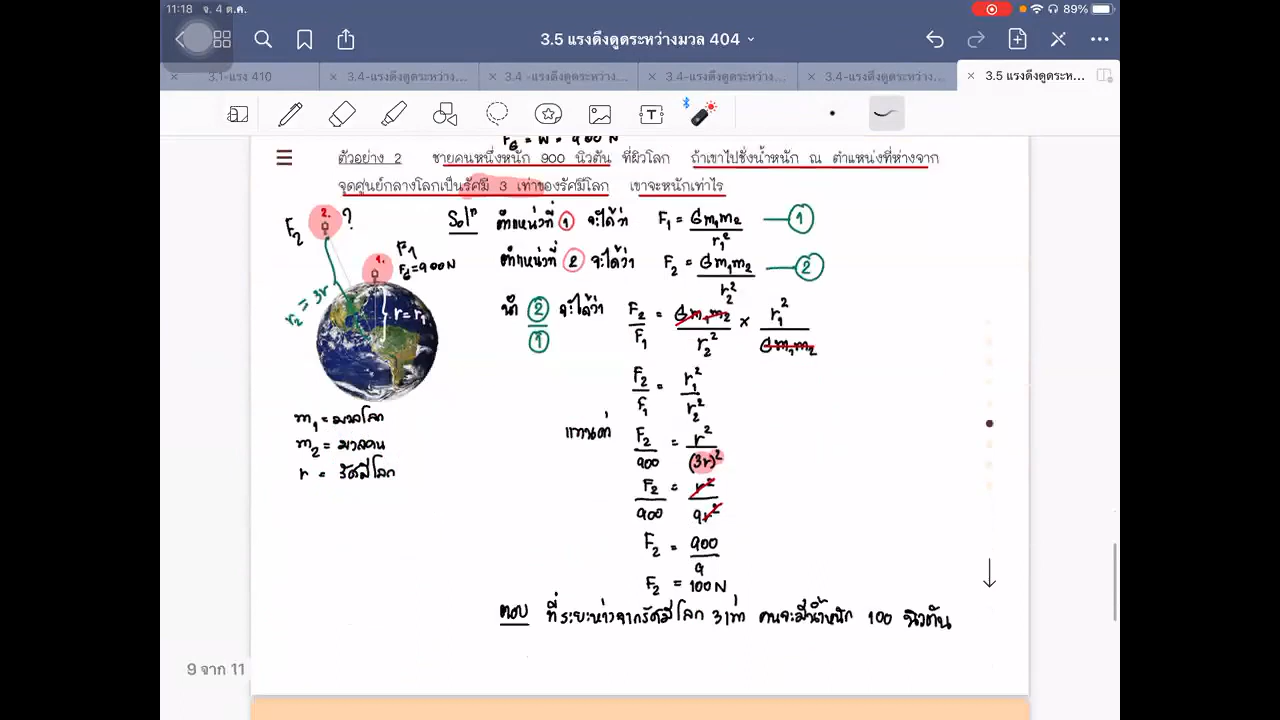 11:18 จ. 4 ต.ค. 89%
3.5 แรงดึงดูดระหว่างมวล 404
3.1-แรง 410 3.4-แรงดึงดูดระหว่าง... 3.4 -แรงดึงดูดระหว่าง... 3.4-แรงดึงดูดระหว่าง... 3.4-แรงดึงดูดระหว่าง... 3.5 แรงดึงดูดระห...
F_G = W = 900 N
ตัวอย่าง 2 ชายคนหนึ่งหนัก 900 นิวตัน ที่ผิวโลก ถ้าเขาไปชั่งน้ำหนัก ณ ตำแหน่งที่ห่างจาก
จุดศูนย์กลางโลกเป็นรัศมี 3 เท่าของรัศมีโลก เขาจะหนักเท่าไร
F₂ 2. ?
1. F₁
F_G = 900 N
r₂ = 3r
r = r₁
m₁ = มวลโลก
m₂ = มวลคน
r = รัศมีโลก
Solⁿ ตำแหน่งที่ 1 จะได้ว่า F₁ = Gm₁m₂/r₁² — 1
ตำแหน่งที่ 2 จะได้ว่า F₂ = Gm₁m₂/r₂² — 2
นำ 2/1 จะได้ว่า F₂/F₁ = Gm₁m₂/r₂² × r₁²/Gm₁m₂
F₂/F₁ = r₁²/r₂²
แทนค่า F₂/900 = r²/(3r)²
F₂/900 = r²/9r²
F₂ = 900/9
F₂ = 100 N
ตอบ ที่ระยะห่างจากรัศมีโลก 3 เท่า คนจะมีน้ำหนัก 100 นิวตัน
9 จาก 11